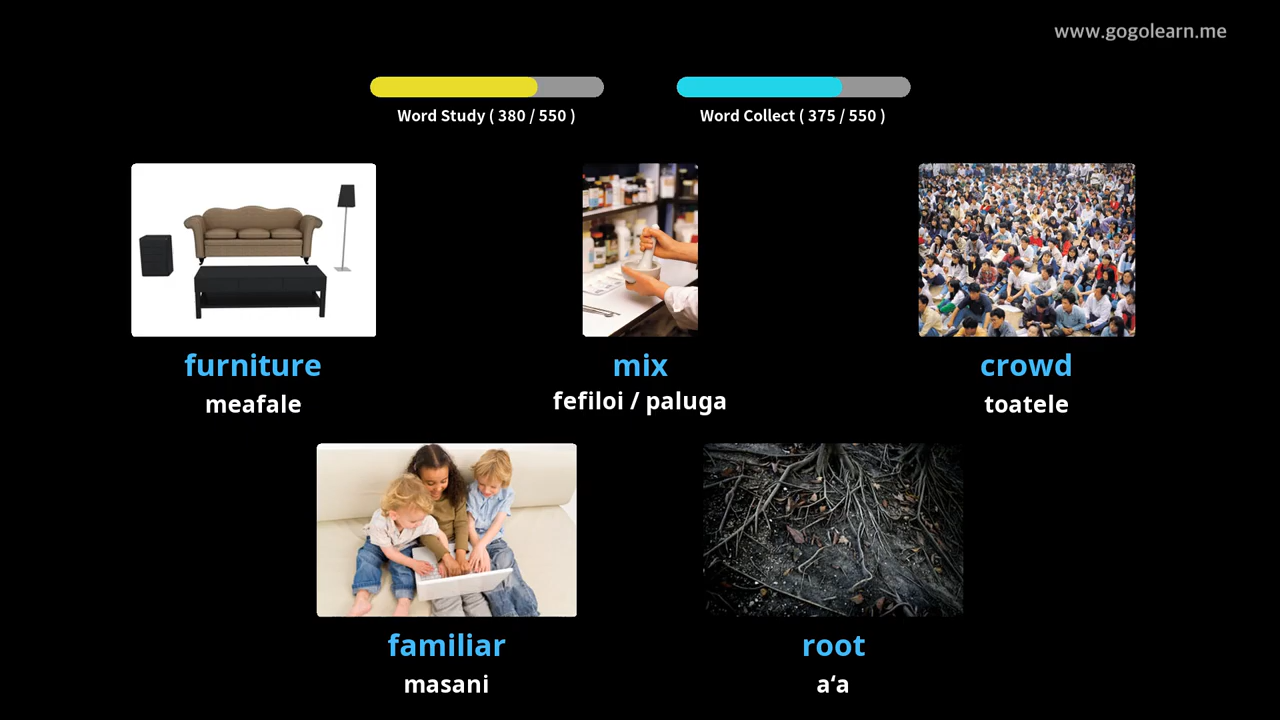 www.gogolearn.me
Word Study ( 380 / 550 )
Word Collect ( 375 / 550 )
furniture
meafale
mix
fefiloi / paluga
crowd
toatele
familiar
masani
root
aʻa